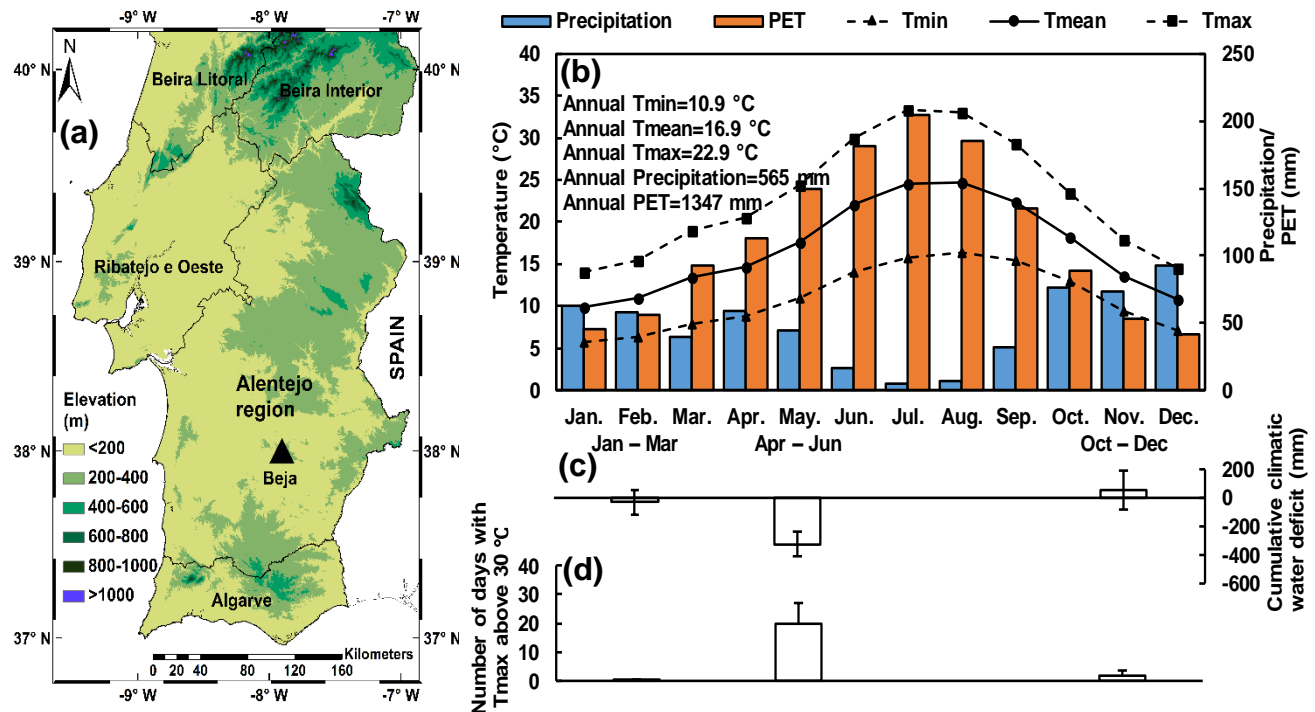 9° W
8° W
7° W
N
40° N
40° N
39° N
39° N
38° N
38° N
37° N
37° N
(a)
Beira Litoral
Beira Interior
Ribatejo e Oeste
SPAIN
Alentejo
region
Beja
Algarve
Elevation
(m)
<200
200-400
400-600
600-800
800-1000
>1000
Kilometers
0 10 20 40 80 120 160
-9° W
-8° W
-7° W
Precipitation
PET
Tmin
Tmean
Tmax
(b)
Annual Tmin=10.9 °C
Annual Tmean=16.9 °C
Annual Tmax=22.9 °C
Annual Precipitation=565 mm
Annual PET=1347 mm
Temperature (°C)
40
35
30
25
20
15
10
5
0
250
200
150
100
50
0
Precipitation/
PET (mm)
Jan. Feb. Mar. Apr. May. Jun. Jul. Aug. Sep. Oct. Nov. Dec.
Jan – Mar
Apr – Jun
Oct – Dec
(c)
200
0
-200
-400
-600
Cumulative climatic
water deficit (mm)
(d)
Number of days with
Tmax above 30 °C
40
30
20
10
0